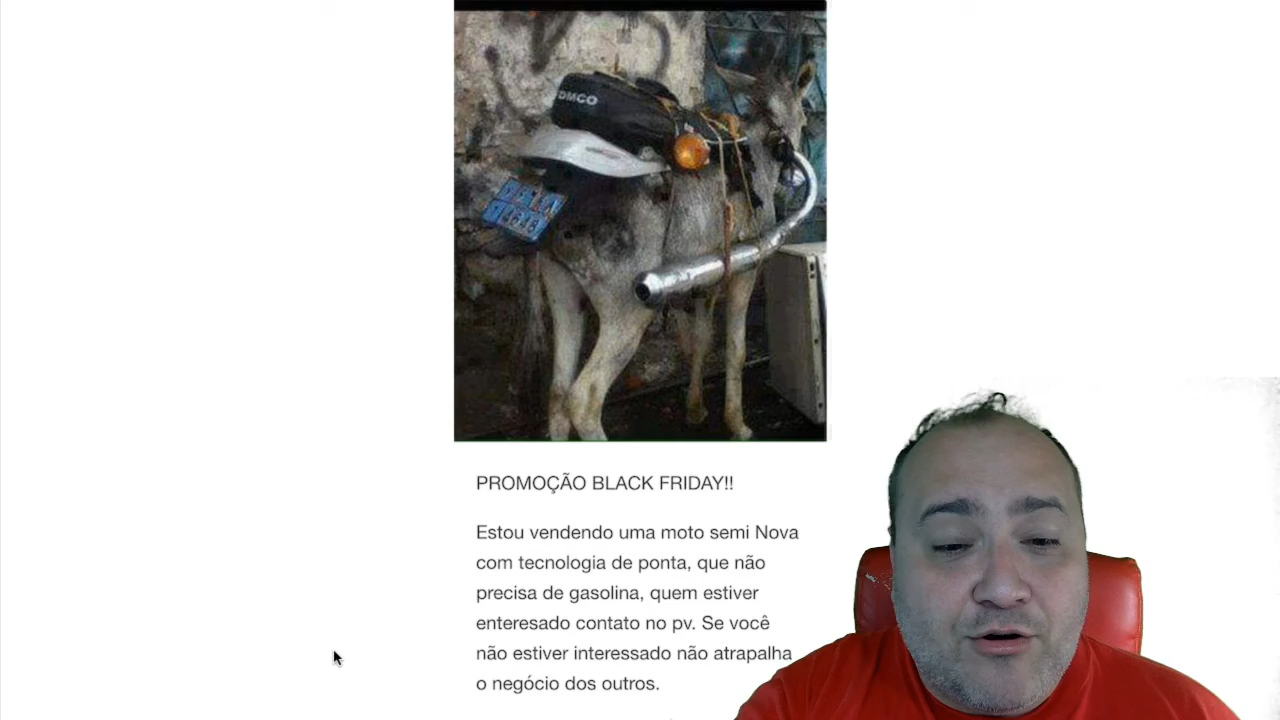 DMCO
PROMOÇÃO BLACK FRIDAY!!
Estou vendendo uma moto semi Nova
com tecnologia de ponta, que não
precisa de gasolina, quem estiver
enteresado contato no pv. Se você
não estiver interessado não atrapalha
o negócio dos outros.